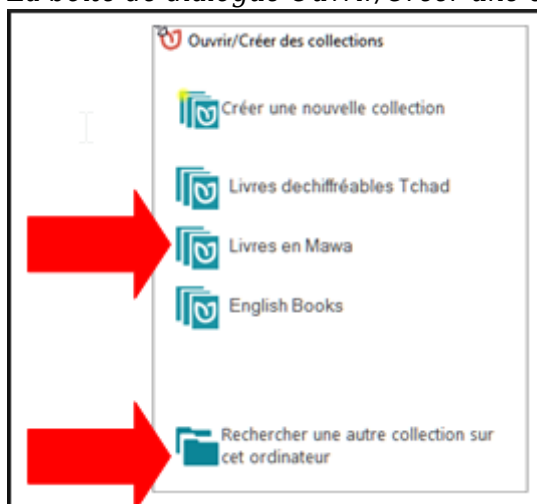 Ouvrir/Créer des collections
Créer une nouvelle collection
Livres dechiffréables Tchad
Livres en Mawa
English Books
Rechercher une autre collection sur
cet ordinateur